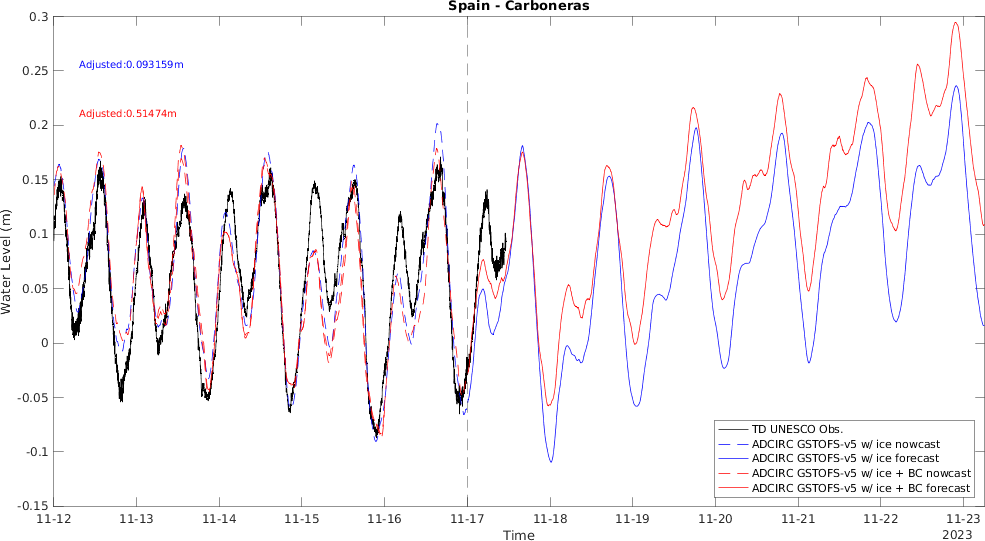 Spain - Carboneras
0.3
0.25
0.2
0.15
0.1
0.05
0
-0.05
-0.1
-0.15
Water Level (m)
Adjusted:0.093159m
Adjusted:0.51474m
TD UNESCO Obs.
ADCIRC GSTOFS-v5 w/ ice nowcast
ADCIRC GSTOFS-v5 w/ ice forecast
ADCIRC GSTOFS-v5 w/ ice + BC nowcast
ADCIRC GSTOFS-v5 w/ ice + BC forecast
11-12 11-13 11-14 11-15 11-16 11-17 11-18 11-19 11-20 11-21 11-22 11-23
Time
2023